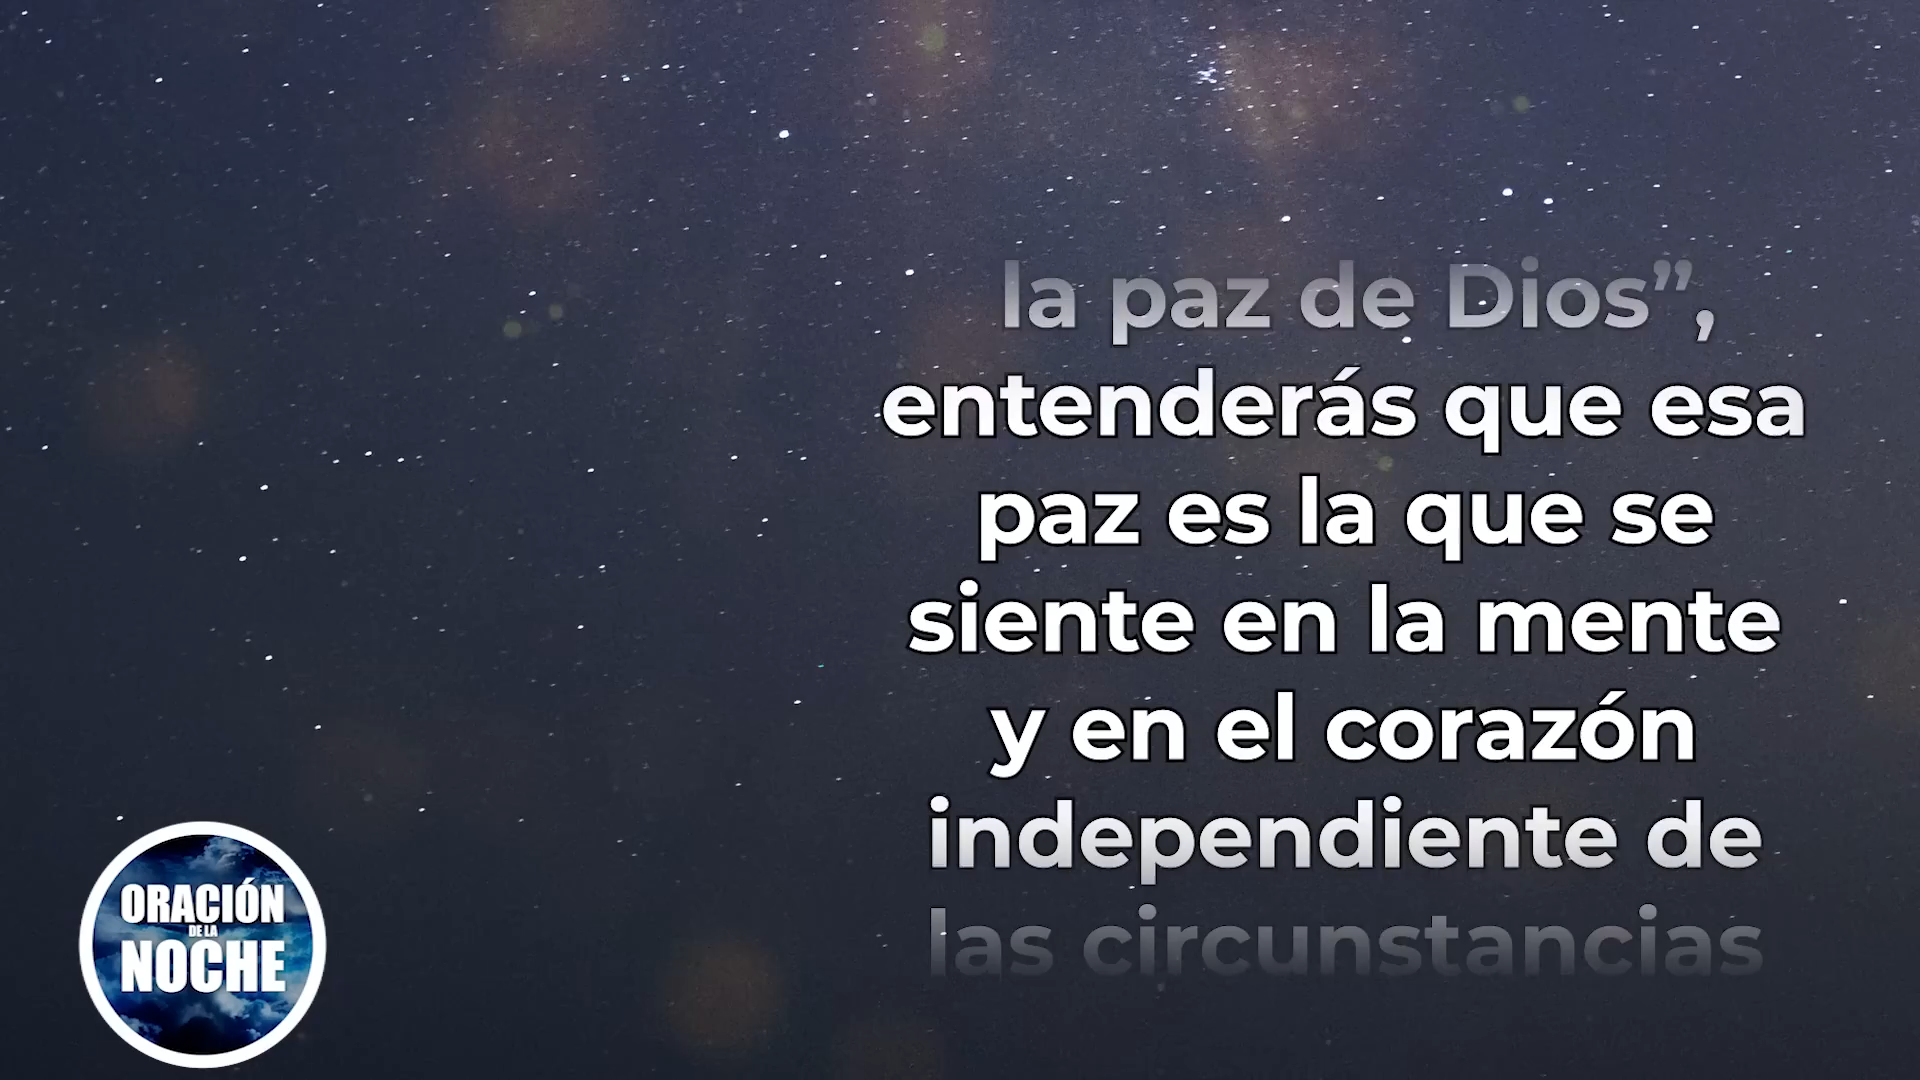 la paz de Dios”,
entenderás que esa
paz es la que se
siente en la mente
y en el corazón
independiente de
las circunstancias
ORACIÓN
DE LA
NOCHE